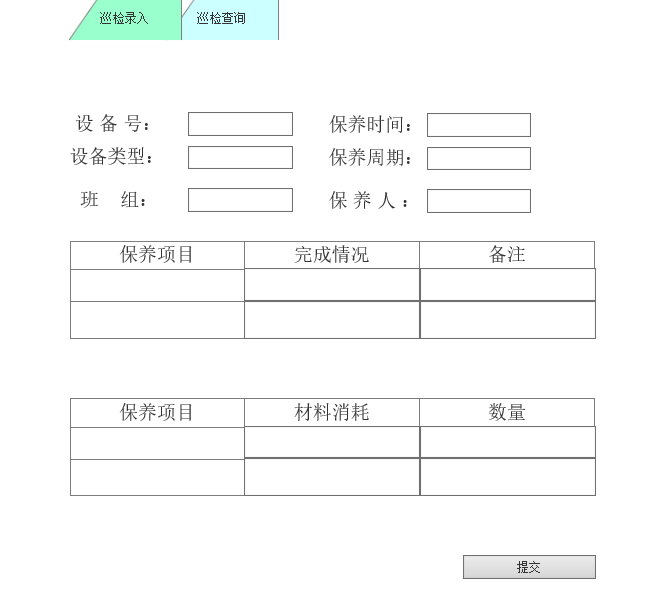 巡检录入 巡检查询
设 备 号： 保养时间：
设备类型： 保养周期：
班 组： 保 养 人 ：
保养项目 完成情况 备注
保养项目 材料消耗 数量
提交